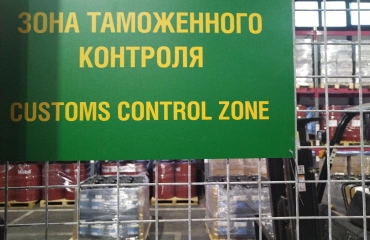 ЗОНА ТАМОЖЕННОГО
КОНТРОЛЯ
CUSTOMS CONTROL ZONE